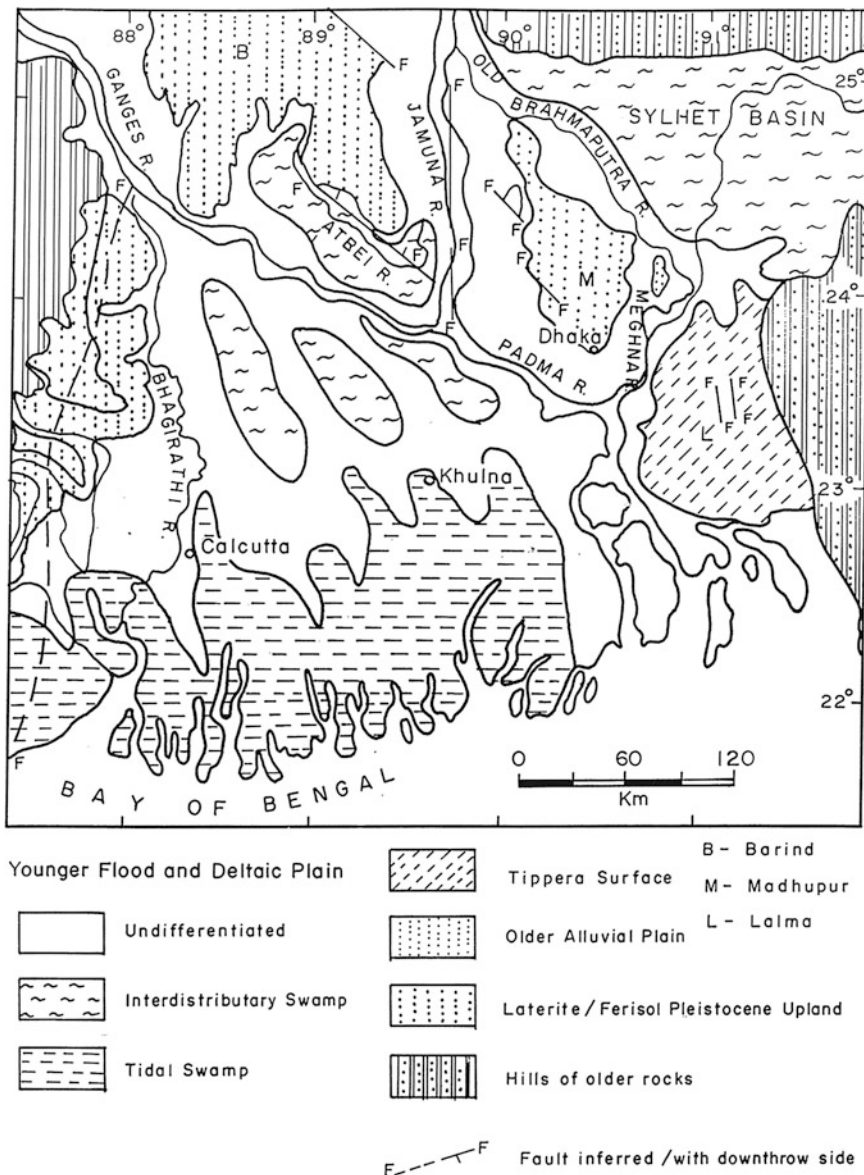 88°
89°
90°
91°
B
F
F
25°
GANGES R.
JAMUNA R.
OLD BRAHMAPUTRA R.
SYLHET BASIN
F
F
F
F
ATBEI R.
F
F
F
M
F
24°
F
Dhaka
MEGHNA R.
PADMA R.
BHAGIRATHI R.
F F
F F
L
Khulna
23°
Calcutta
22°
F
0 60 120
Km
BAY OF BENGAL
Younger Flood and Deltaic Plain
Undifferentiated
Interdistributary Swamp
Tidal Swamp
Tippera Surface
Older Alluvial Plain
Laterite/Ferisol Pleistocene Upland
Hills of older rocks
F F Fault inferred /with downthrow side
B - Barind
M - Madhupur
L - Lalma